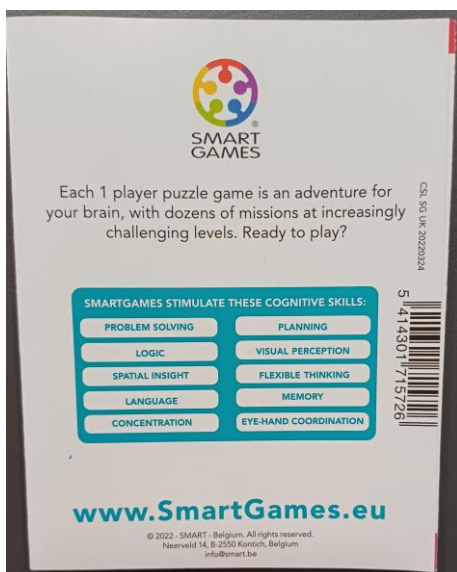 ®
SMART
GAMES
Each 1 player puzzle game is an adventure for
your brain, with dozens of missions at increasingly
challenging levels. Ready to play?
CSL SG UK 20220324
SMARTGAMES STIMULATE THESE COGNITIVE SKILLS:
PROBLEM SOLVING
PLANNING
LOGIC
VISUAL PERCEPTION
SPATIAL INSIGHT
FLEXIBLE THINKING
LANGUAGE
MEMORY
CONCENTRATION
EYE-HAND COORDINATION
5 414301 715726
www.SmartGames.eu
© 2022 - SMART - Belgium. All rights reserved.
Neerveld 14, B-2550 Kontich, Belgium
info@smart.be